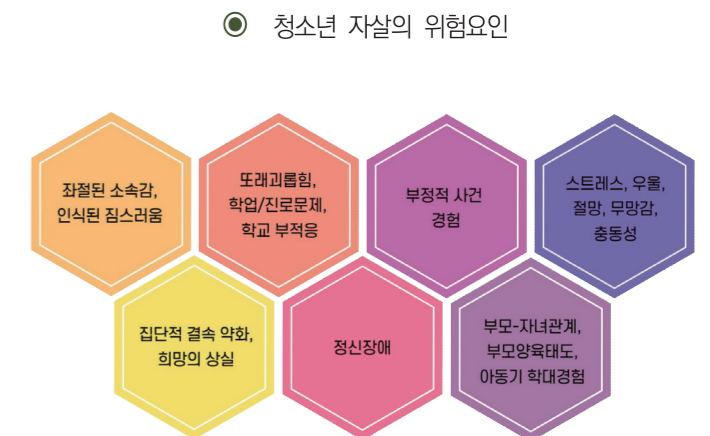 청소년 자살의 위험요인
좌절된 소속감,
인식된 짐스러움
또래괴롭힘,
학업/진로문제,
학교 부적응
부정적 사건
경험
스트레스, 우울,
절망, 무망감,
충동성
집단적 결속 약화,
희망의 상실
정신장애
부모-자녀관계,
부모양육태도,
아동기 학대경험